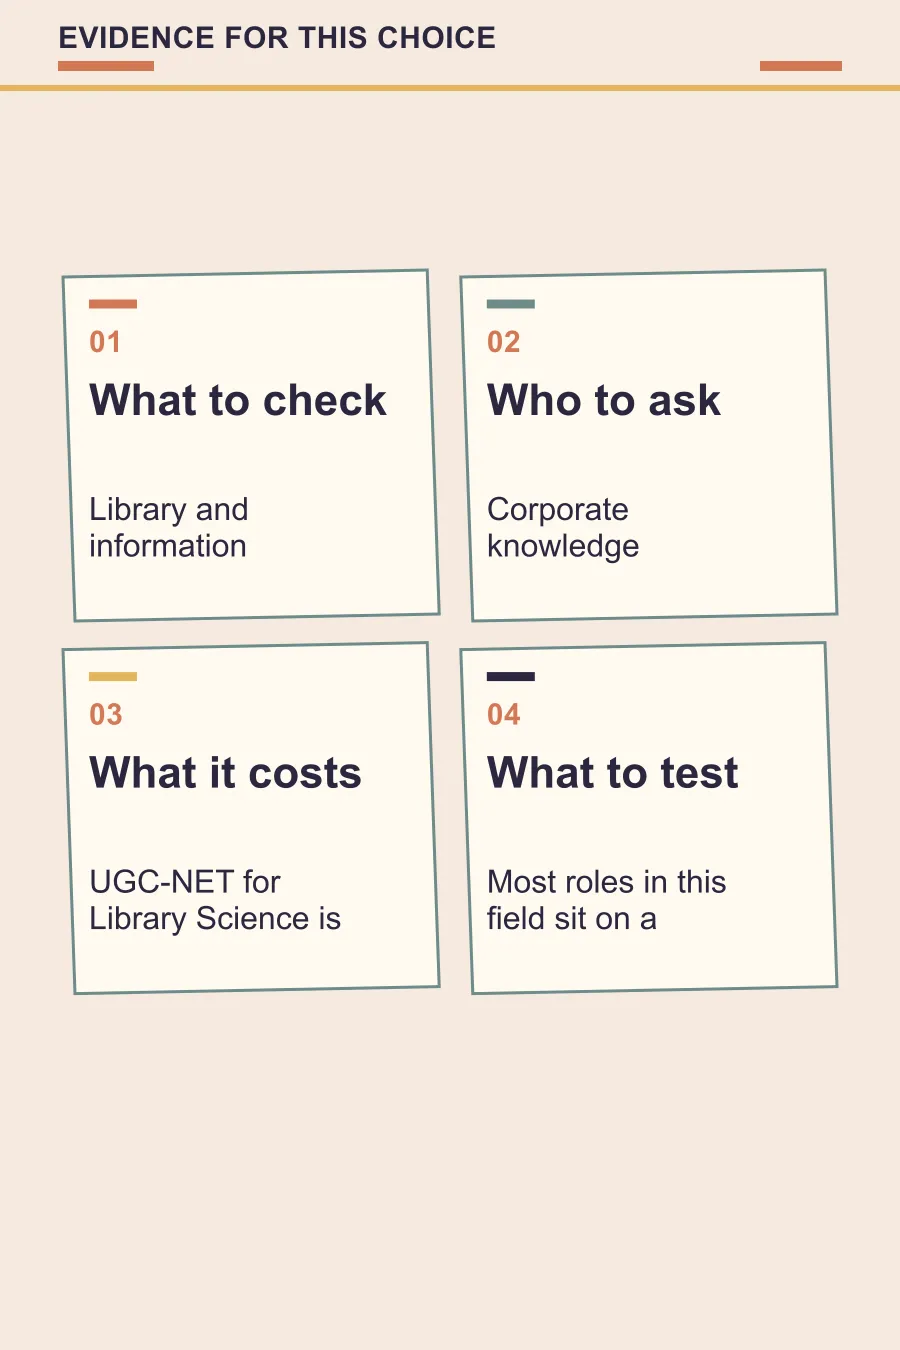 EVIDENCE FOR THIS CHOICE
01
What to check
Library and
information
02
Who to ask
Corporate
knowledge
03
What it costs
UGC-NET for
Library Science is
04
What to test
Most roles in this
field sit on a